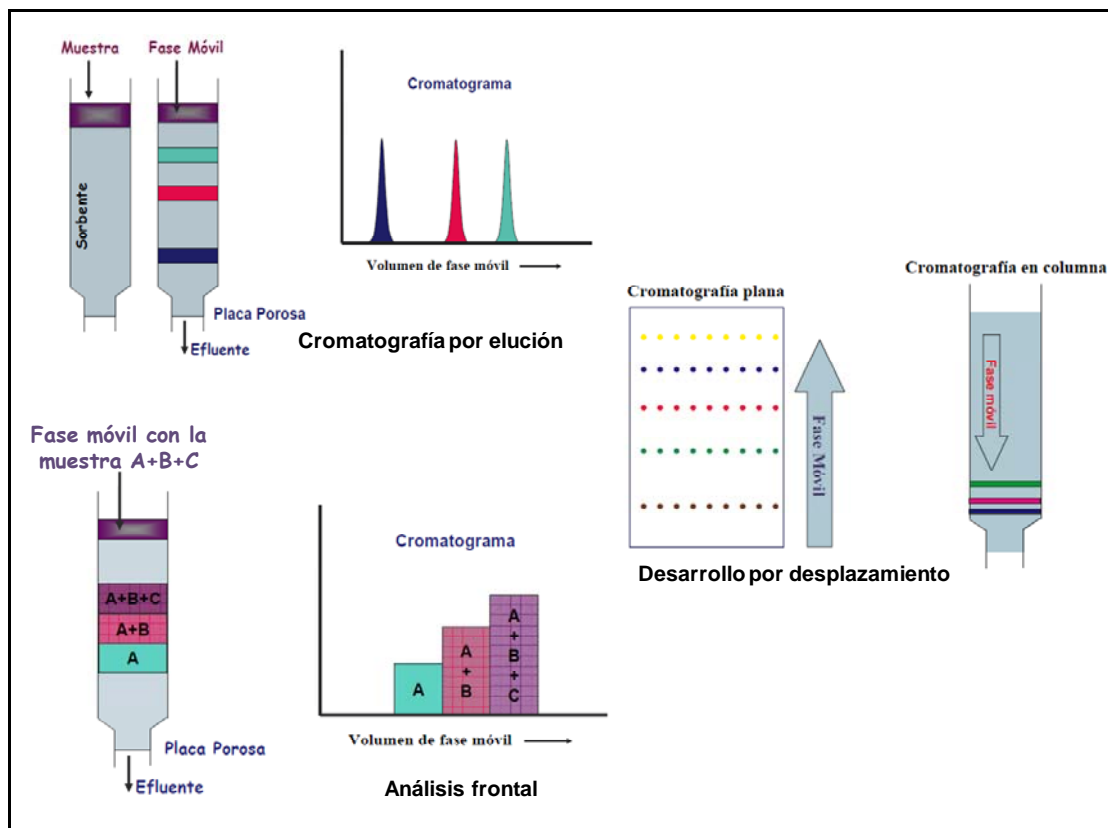 Muestra
Fase Móvil
Sorbente
Placa Porosa
Efluente
Cromatograma
Volumen de fase móvil
Cromatografía por elución
Fase móvil con la
muestra A+B+C
A+B+C
A+B
A
Placa Porosa
Efluente
Cromatograma
A
A
+
B
A
+
B
+
C
Volumen de fase móvil
Análisis frontal
Cromatografía plana
Fase Móvil
Cromatografía en columna
Fase móvil
Desarrollo por desplazamiento